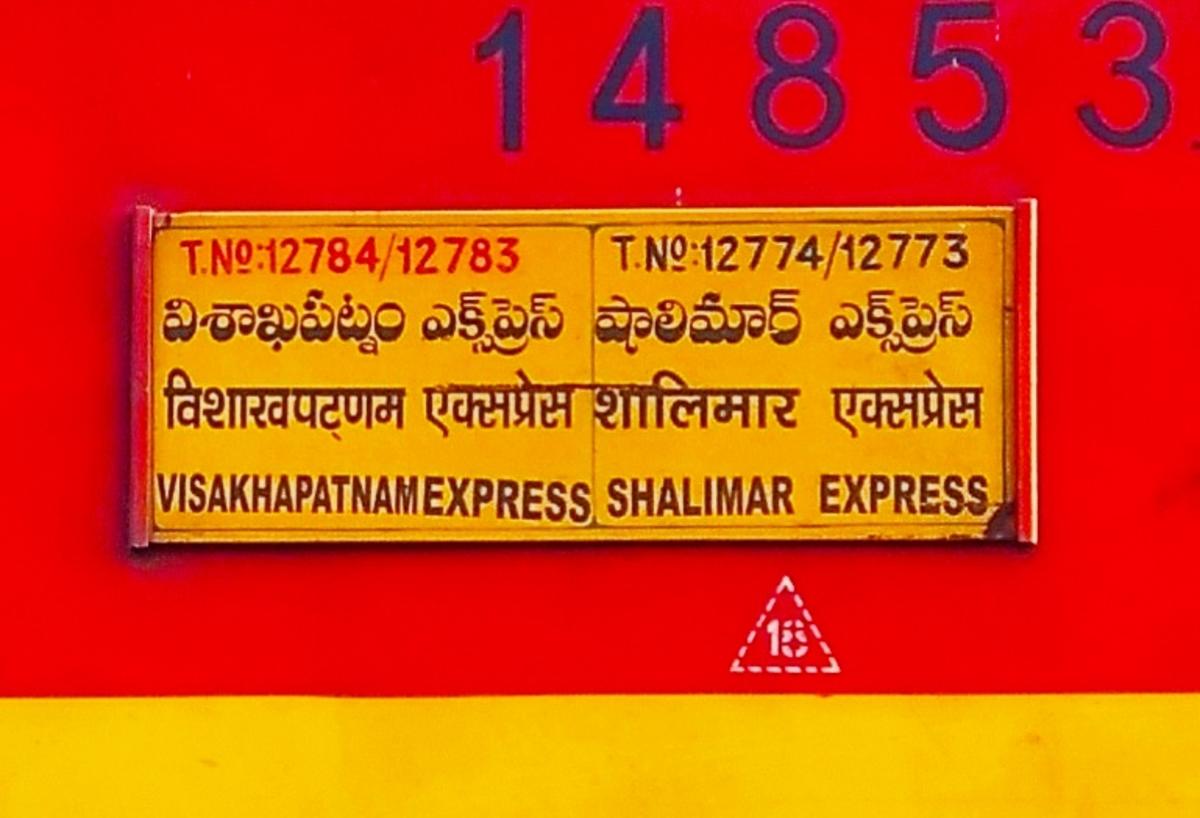 14853
T.No:12784/12783
విశాఖపట్నం ఎక్స్‌ప్రెస్
विशाखपट्णम एक्सप्रेस
VISAKHAPATNAM EXPRESS
T.No:12774/12773
షాలిమార్ ఎక్స్‌ప్రెస్
शालिमार एक्सप्रेस
SHALIMAR EXPRESS
18